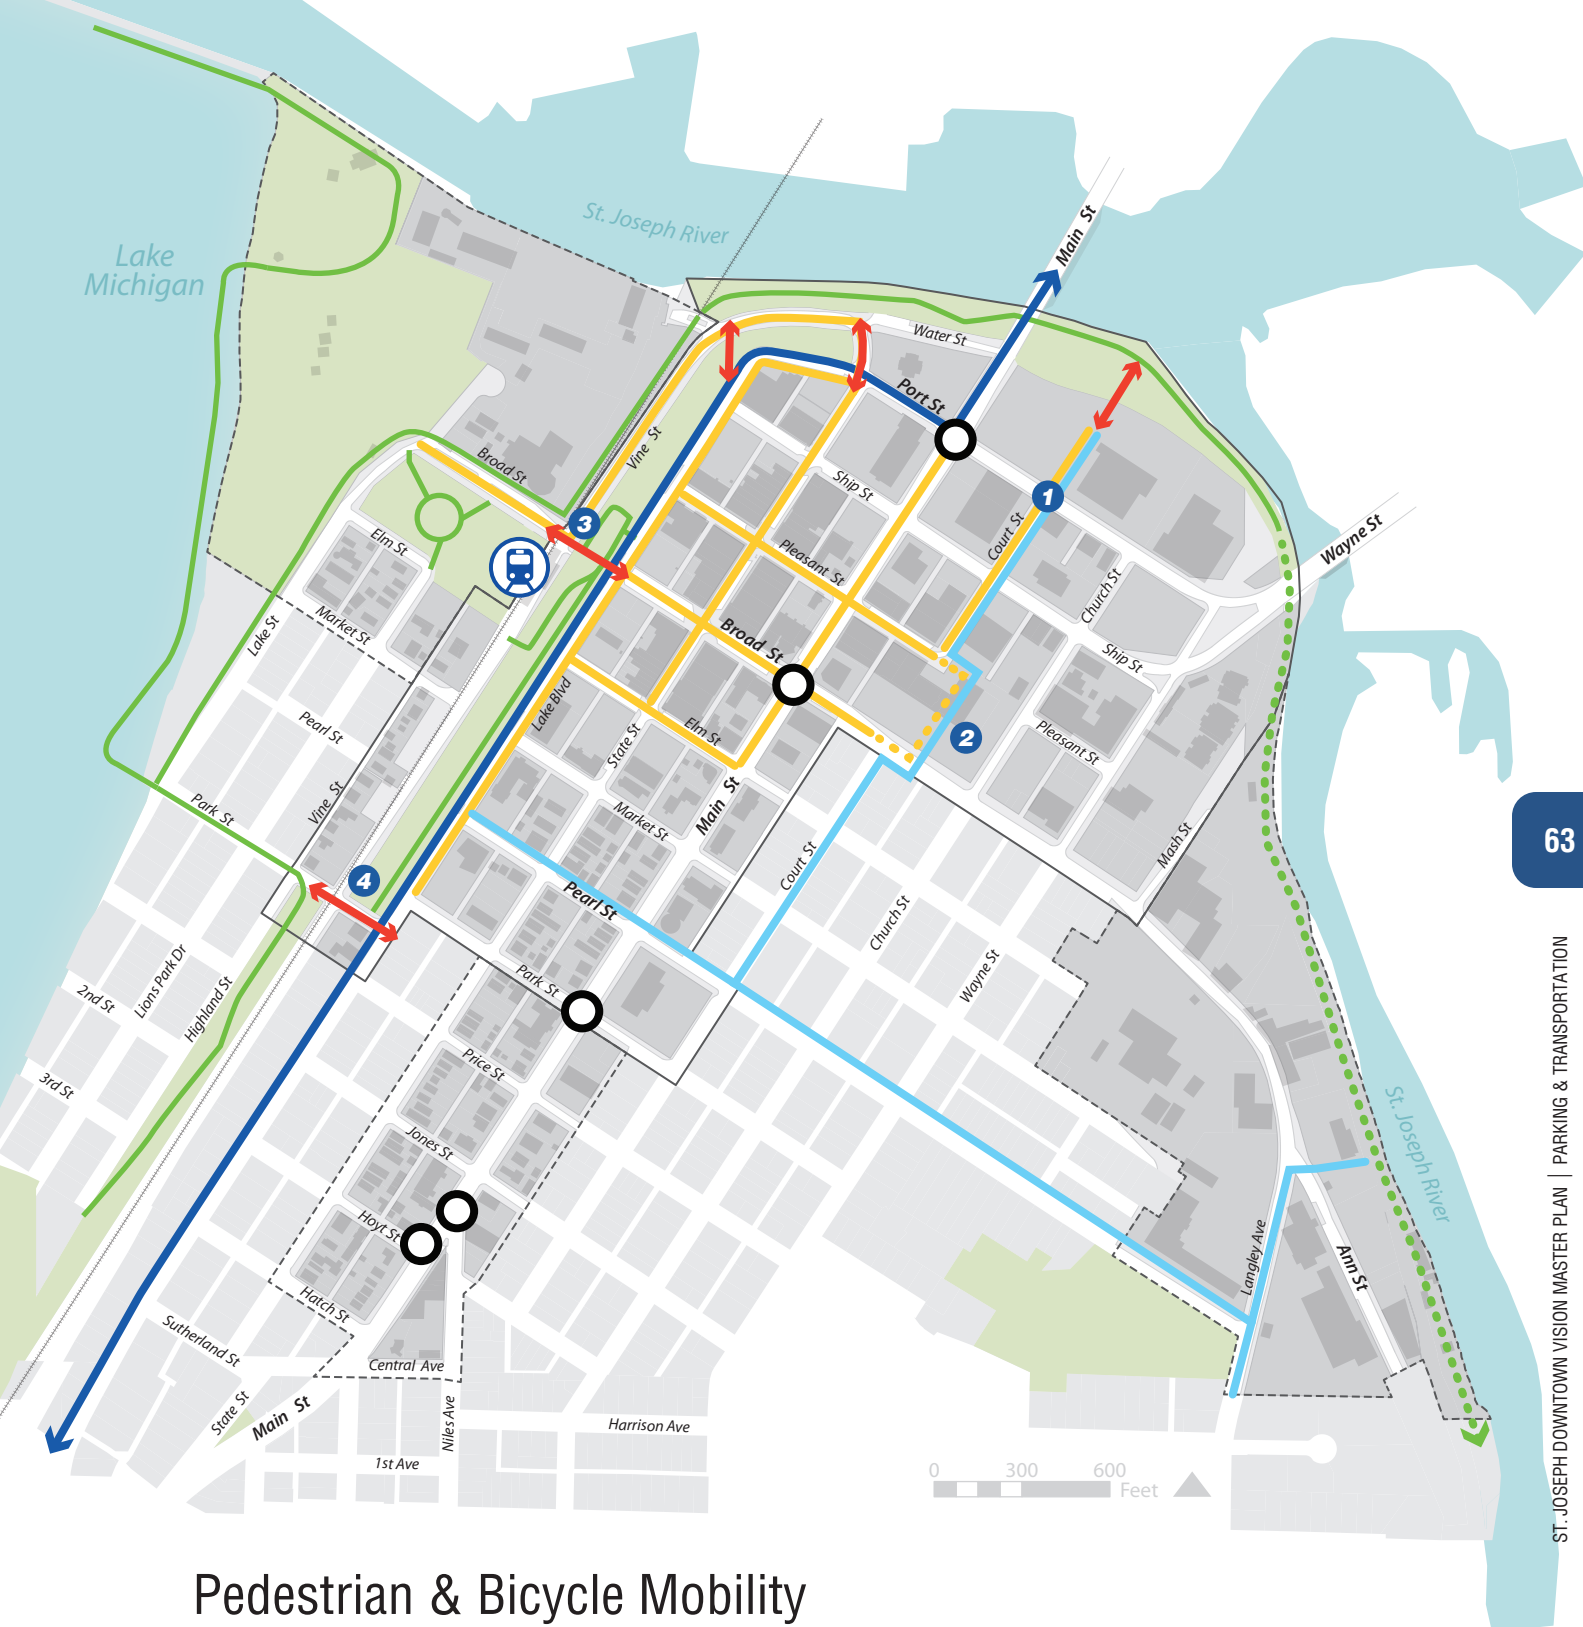 St. Joseph River
Lake
Michigan
Main St
Water St
Port St
Vine St
Broad St
Ship St
1
Court St
3
Wayne St
Elm St
Pleasant St
Church St
Market St
Lake St
Broad St
Ship St
Lake Blvd
Pearl St
State St
Elm St
2
Pleasant St
Vine St
Park St
Main St
Market St
Mash St
63
4
Court St
Pearl St
Church St
Lions Park Dr
Highland St
2nd St
Park St
Wayne St
3rd St
Price St
Jones St
St. Joseph River
Hoyt St
Langley Ave
Ann St
Hatch St
Sutherland St
Central Ave
State St
Main St
Niles Ave
Harrison Ave
1st Ave
0 300 600
Feet
ST. JOSEPH DOWNTOWN VISION MASTER PLAN | PARKING & TRANSPORTATION
Pedestrian & Bicycle Mobility